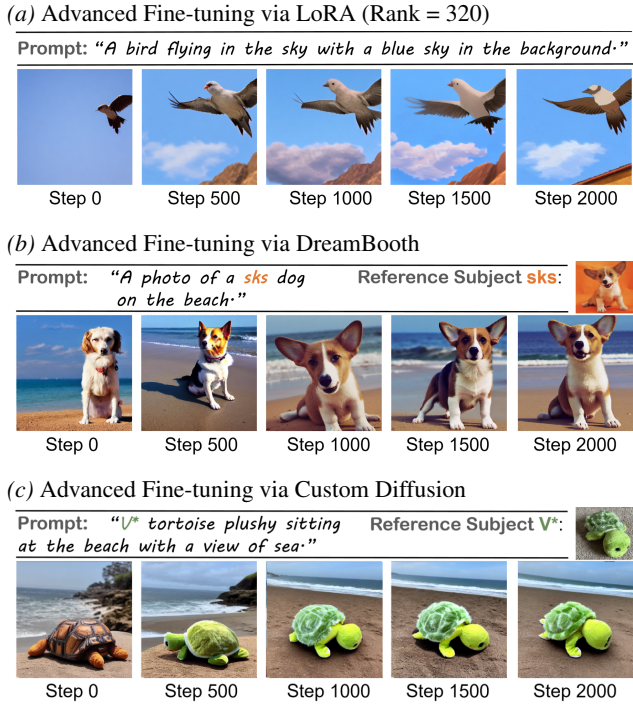 (a) Advanced Fine-tuning via LoRA (Rank = 320)
Prompt: “A bird flying in the sky with a blue sky in the background.”
Step 0 Step 500 Step 1000 Step 1500 Step 2000
(b) Advanced Fine-tuning via DreamBooth
Prompt: “A photo of a sks dog Reference Subject sks:
on the beach.”
Step 0 Step 500 Step 1000 Step 1500 Step 2000
(c) Advanced Fine-tuning via Custom Diffusion
Prompt: “V* tortoise plushy sitting Reference Subject V*:
at the beach with a view of sea.”
Step 0 Step 500 Step 1000 Step 1500 Step 2000